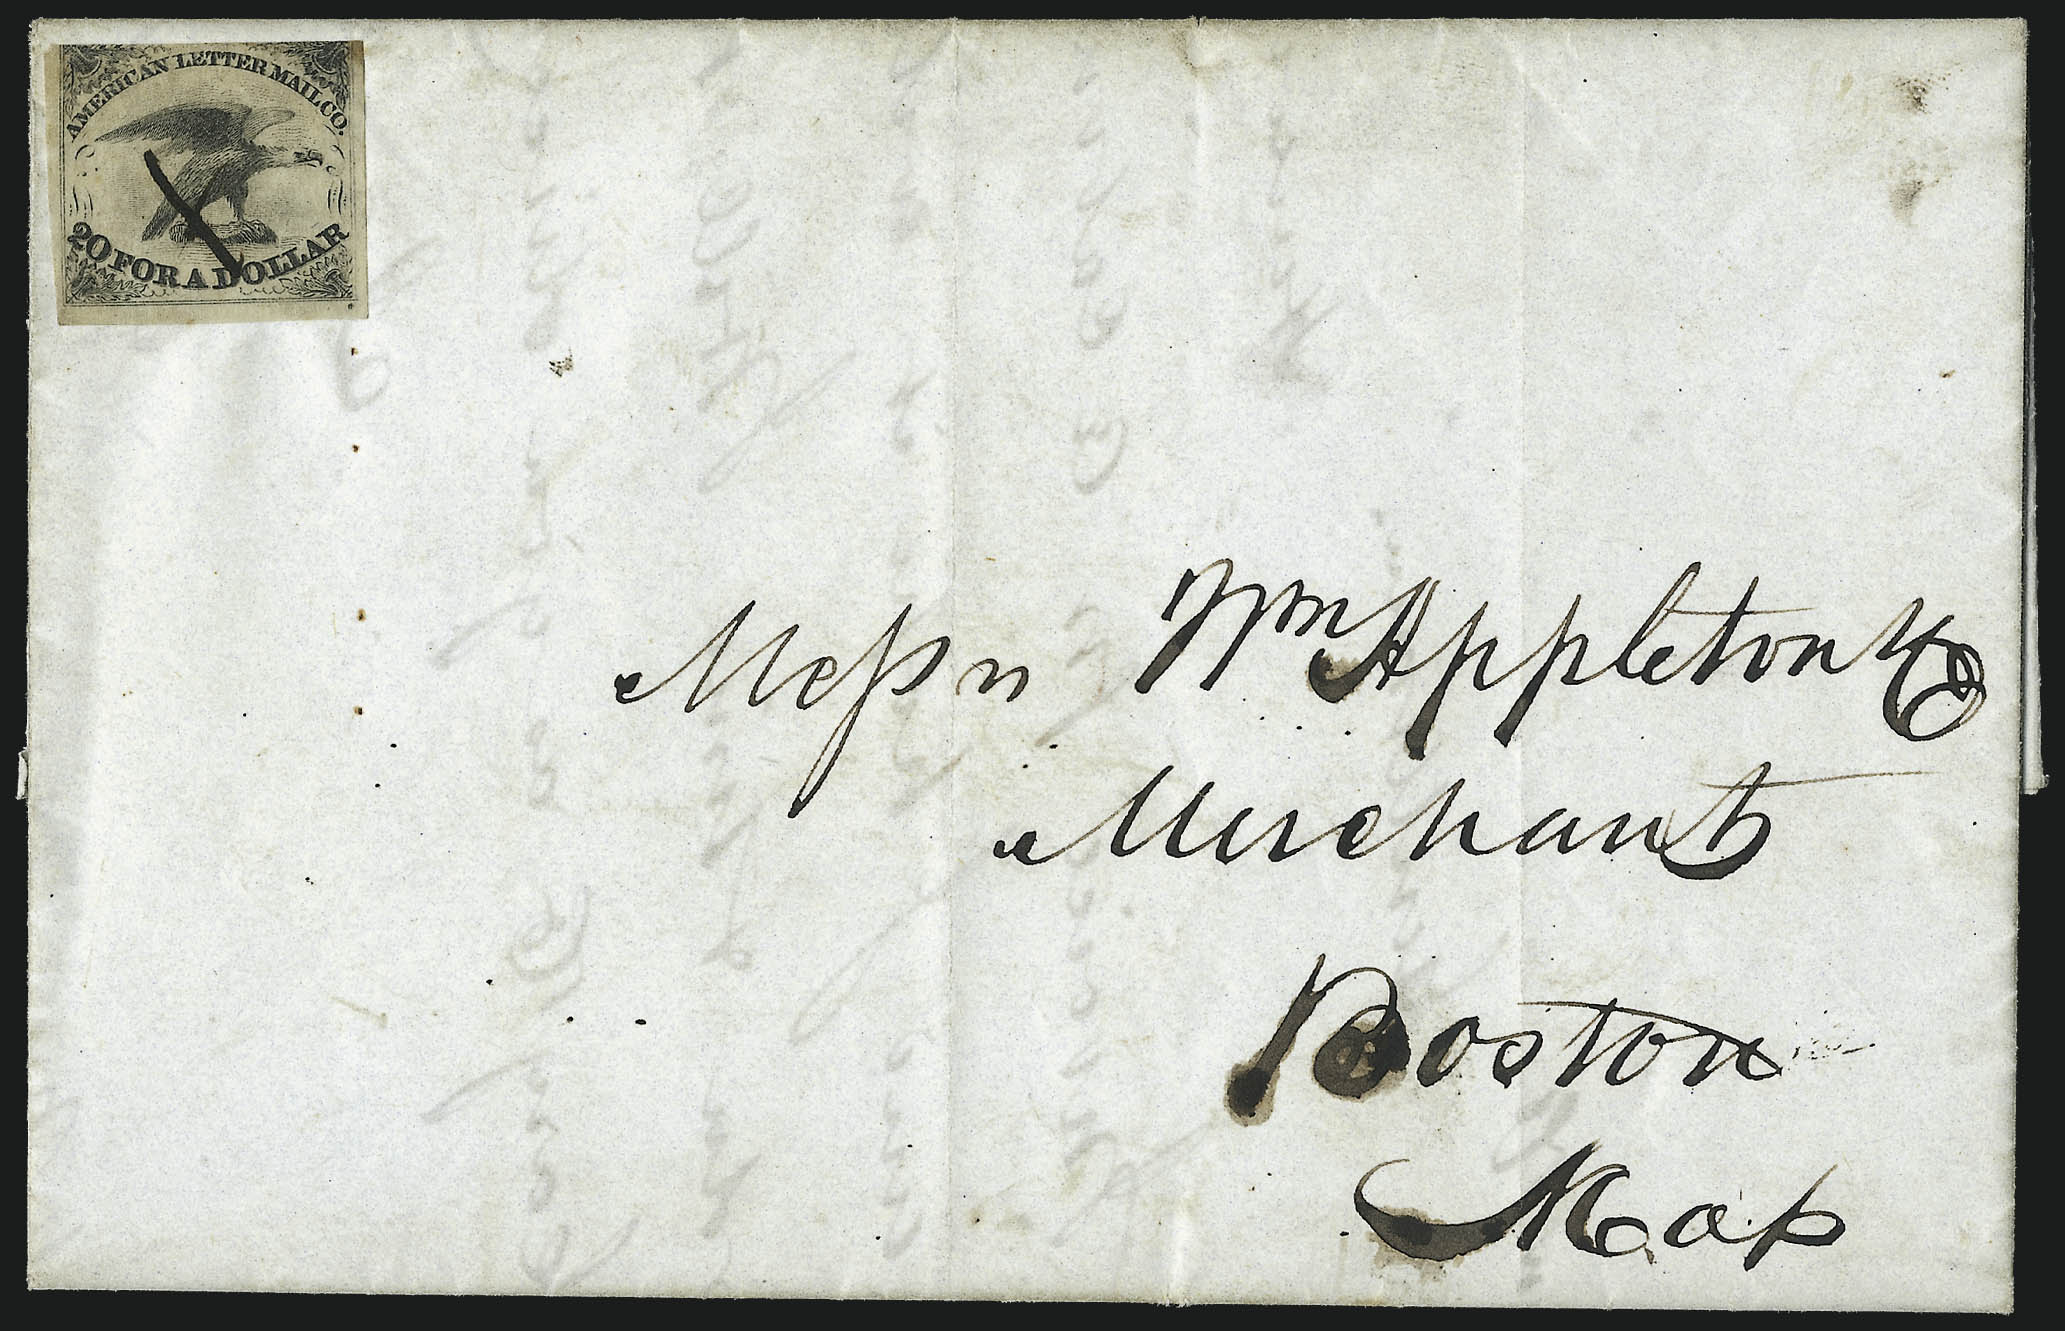 AMERICAN LETTER MAIL CO.
20 FOR A DOLLAR
Messrs Wm Appleton & Co
Merchants
Boston
Mass